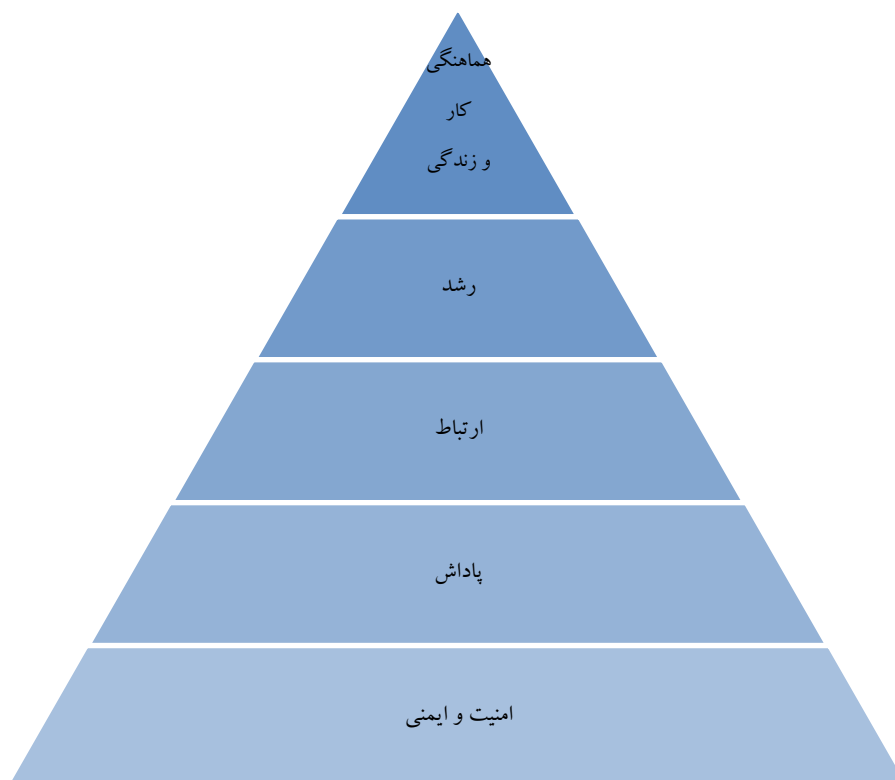 هماهنگی
کار
و زندگی
رشد
ارتباط
پاداش
امنیت و ایمنی